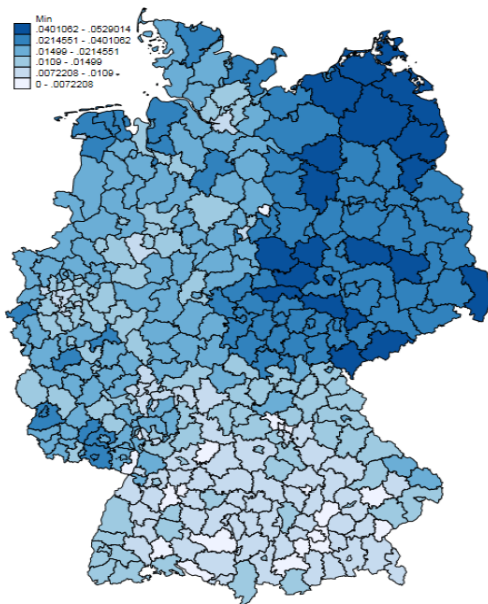 Min
.0401062 - .0529014
.0214551 - .0401062
.01499 - .0214551
.0109 - .01499
.0072208 - .0109
0 - .0072208